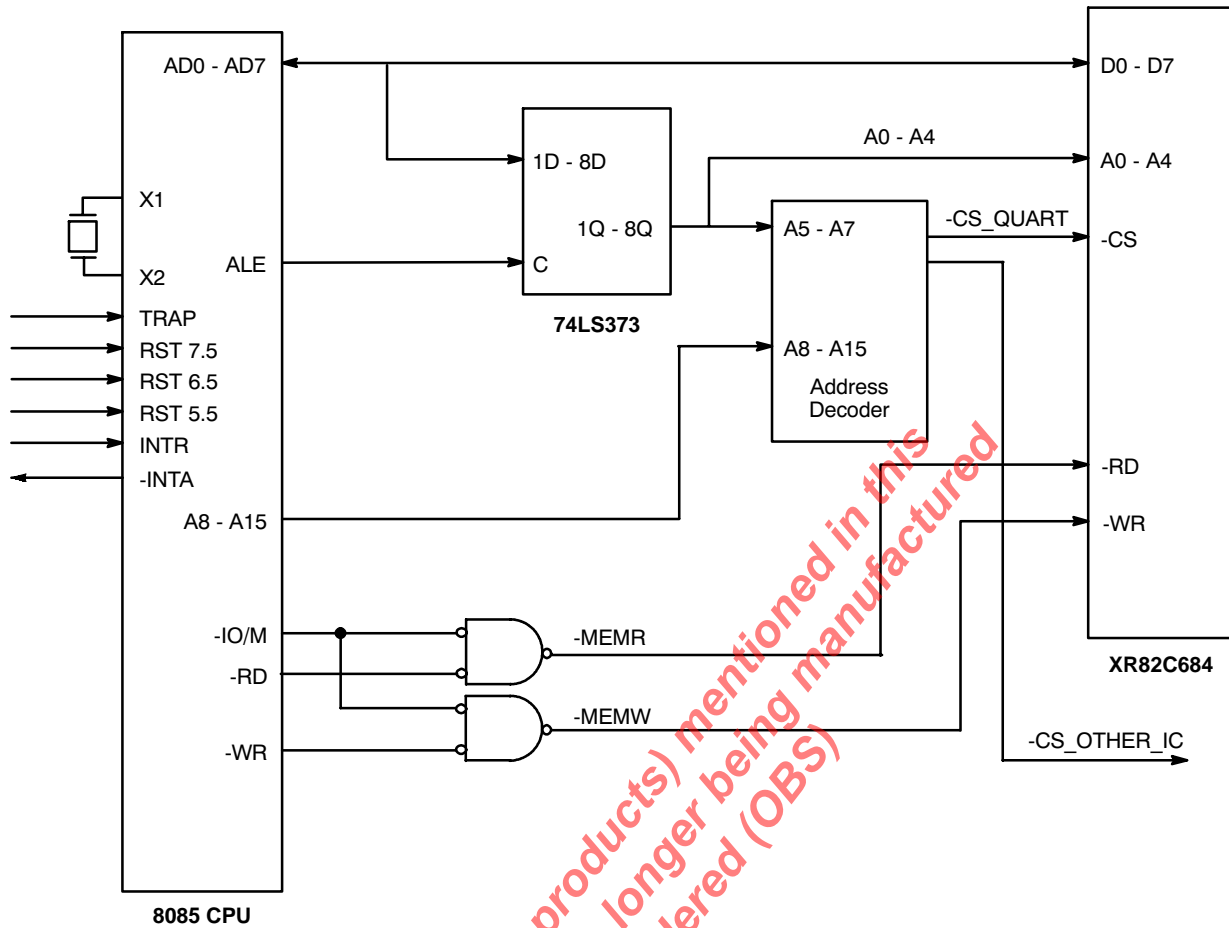 AD0 - AD7
D0 - D7
1D - 8D
A0 - A4
A0 - A4
X1
1Q - 8Q
A5 - A7
-CS_QUART
-CS
X2
ALE
C
TRAP
74LS373
RST 7.5
A8 - A15
RST 6.5
Address
Decoder
RST 5.5
INTR
-RD
-INTA
A8 - A15
-WR
-IO/M
-MEMR
XR82C684
-RD
-MEMW
-WR
-CS_OTHER_IC
8085 CPU
products) mentioned in this
longer being manufactured
dered (OBS)